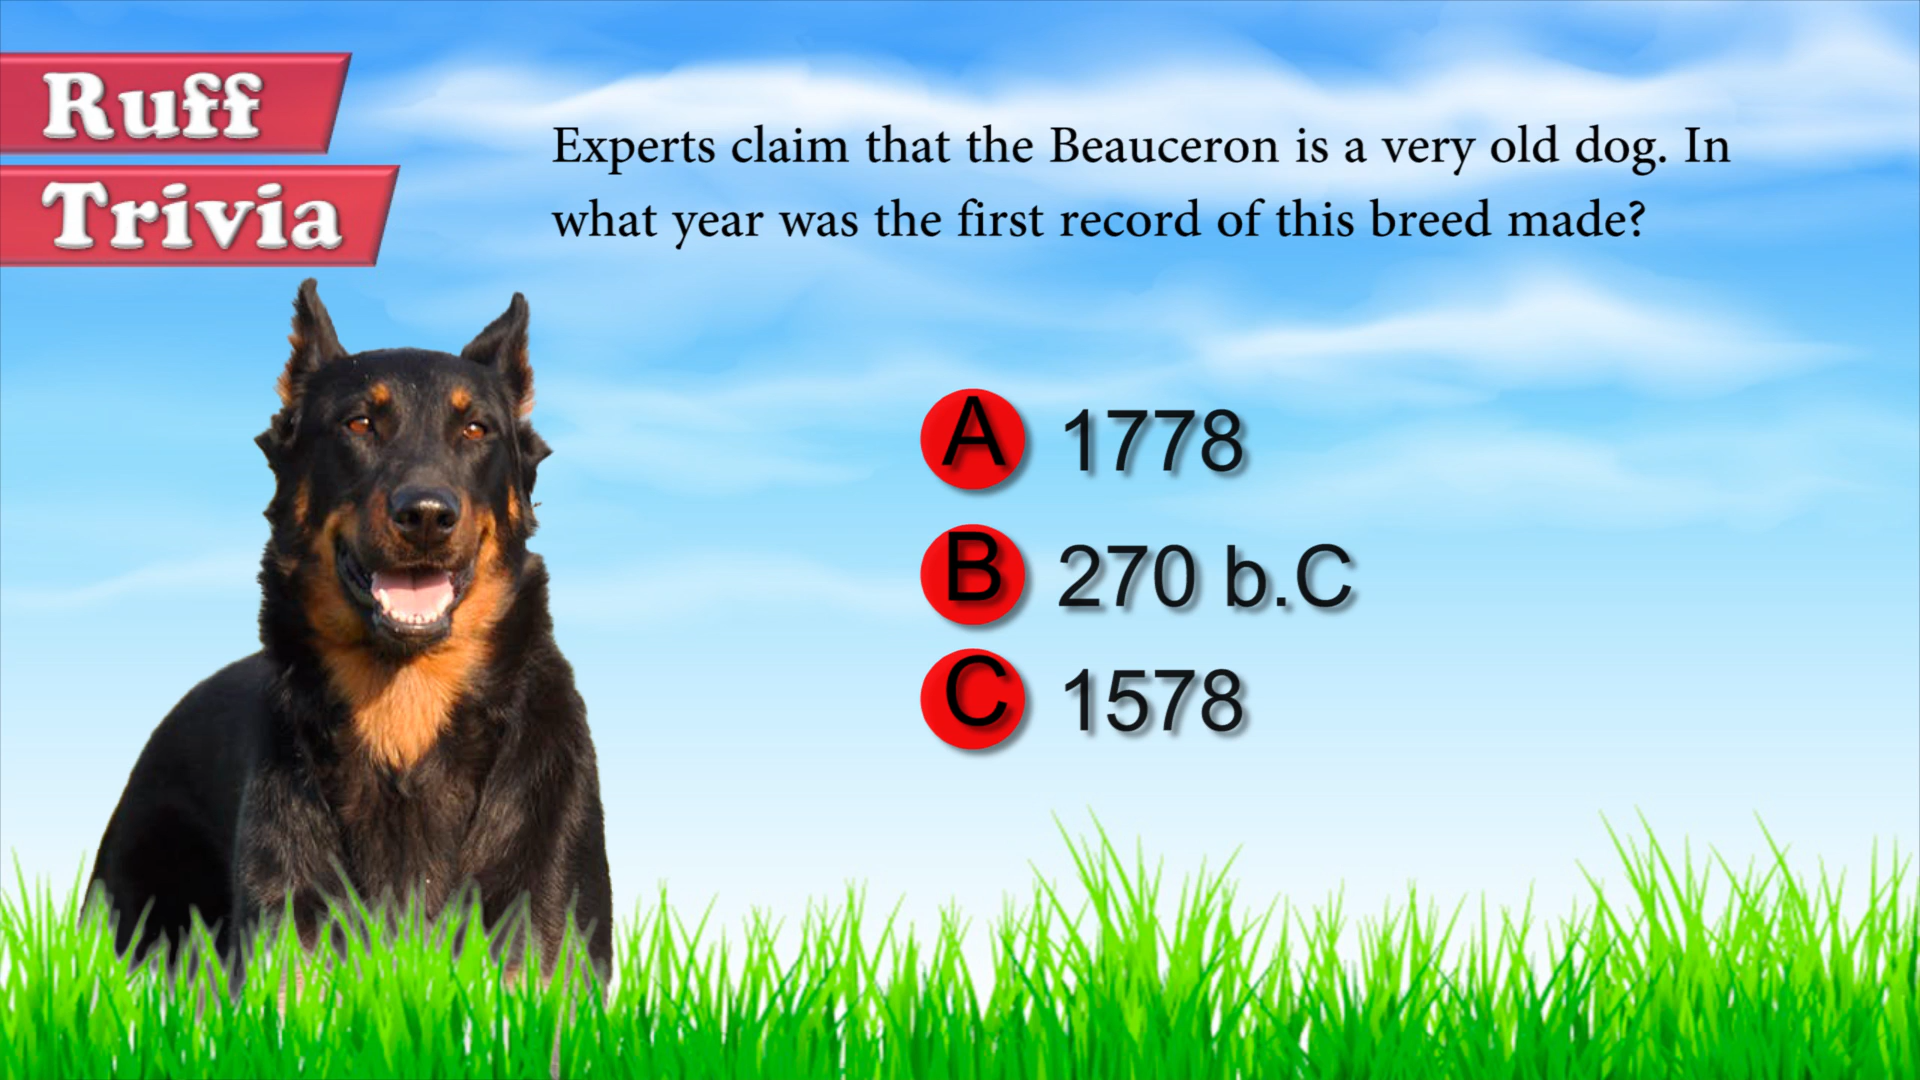 Ruff
Trivia
Experts claim that the Beauceron is a very old dog. In
what year was the first record of this breed made?
A 1778
B 270 b.C
C 1578